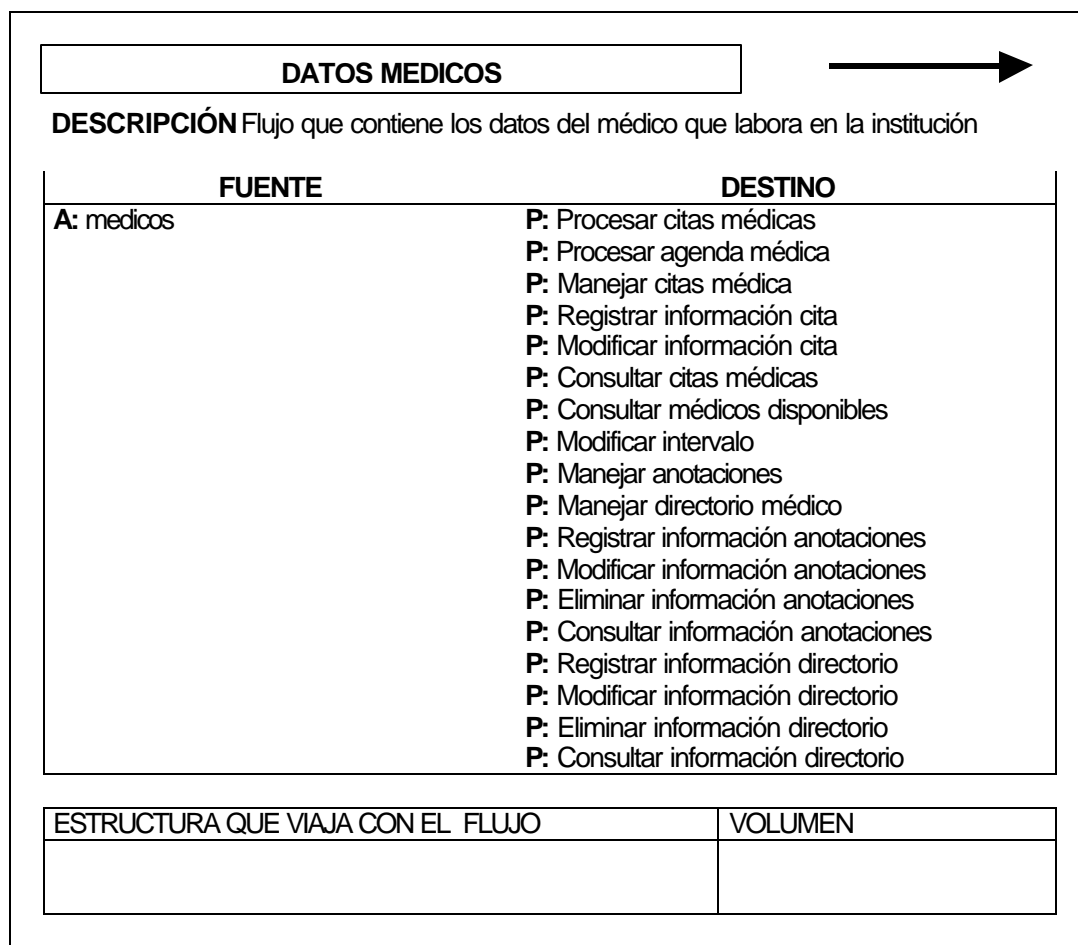 DATOS MEDICOS
DESCRIPCIÓN Flujo que contiene los datos del médico que labora en la institución
FUENTE DESTINO
A: medicos P: Procesar citas médicas
P: Procesar agenda médica
P: Manejar citas médica
P: Registrar información cita
P: Modificar información cita
P: Consultar citas médicas
P: Consultar médicos disponibles
P: Modificar intervalo
P: Manejar anotaciones
P: Manejar directorio médico
P: Registrar información anotaciones
P: Modificar información anotaciones
P: Eliminar información anotaciones
P: Consultar información anotaciones
P: Registrar información directorio
P: Modificar información directorio
P: Eliminar información directorio
P: Consultar información directorio
ESTRUCTURA QUE VIAJA CON EL FLUJO VOLUMEN